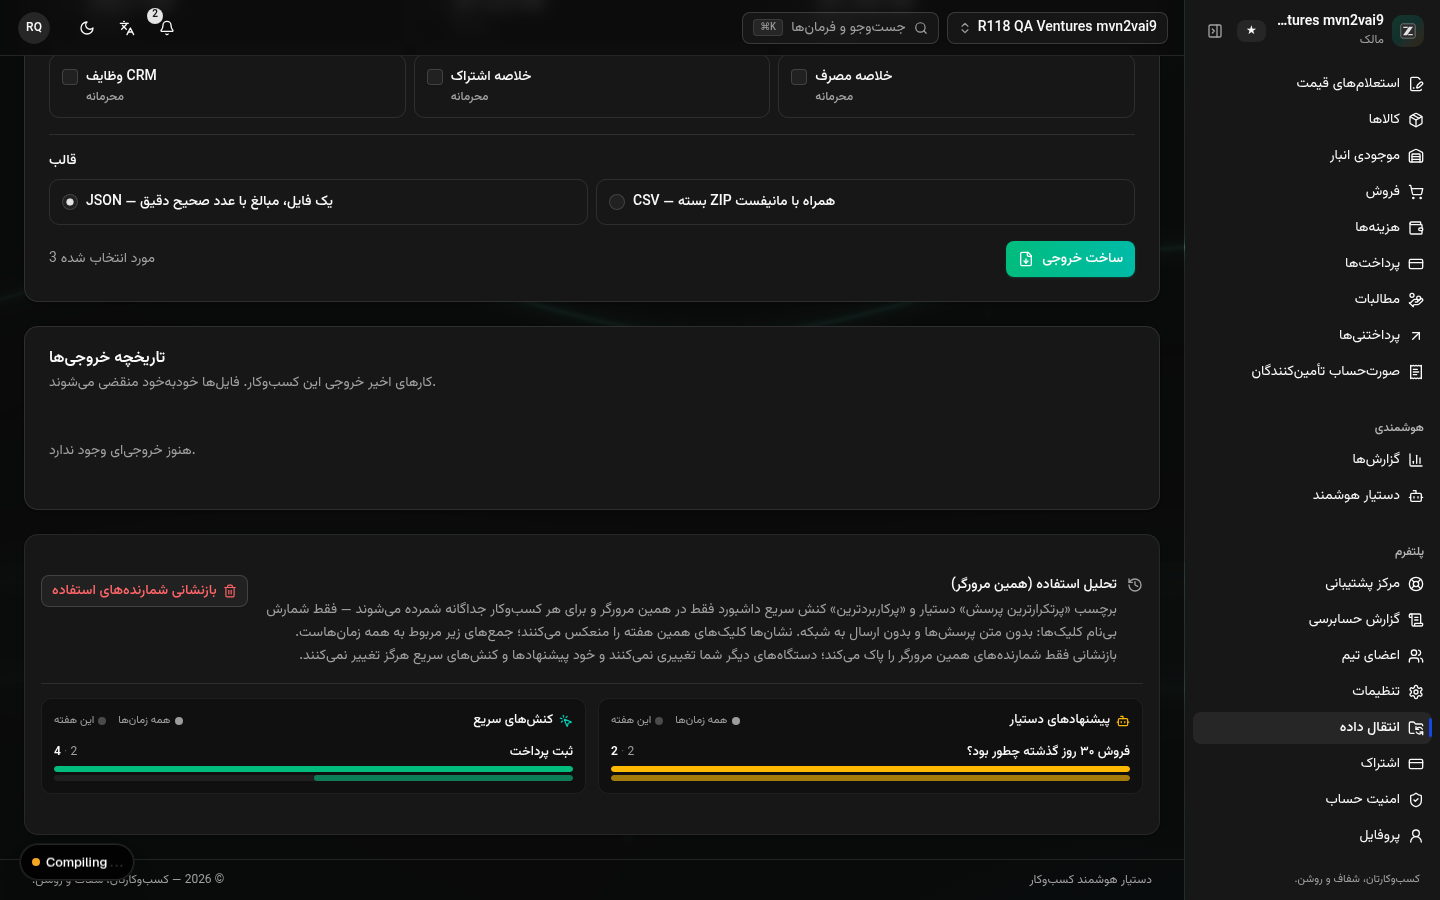 …tures mvn2vai9
مالک
R118 QA Ventures mvn2vai9
جست‌وجو و فرمان‌ها
⌘K
2
RQ
استعلام‌های قیمت
کالاها
موجودی انبار
فروش
هزینه‌ها
پرداخت‌ها
مطالبات
پرداختنی‌ها
صورت‌حساب تأمین‌کنندگان
هوشمندی
گزارش‌ها
دستیار هوشمند
پلتفرم
مرکز پشتیبانی
گزارش حسابرسی
اعضای تیم
تنظیمات
انتقال داده
اشتراک
امنیت حساب
پروفایل
کسب‌وکارتان، شفاف و روشن.
خلاصه مصرف
محرمانه
خلاصه اشتراک
محرمانه
وظایف CRM
محرمانه
قالب
CSV — بسته ZIP همراه با مانیفست
JSON — یک فایل، مبالغ با عدد صحیح دقیق
ساخت خروجی
3 مورد انتخاب شده
تاریخچه خروجی‌ها
کارهای اخیر خروجی این کسب‌وکار. فایل‌ها خودبه‌خود منقضی می‌شوند.
هنوز خروجی‌ای وجود ندارد.
تحلیل استفاده (همین مرورگر)
برچسب «پرتکرارترین پرسش» دستیار و «پرکاربردترین» کنش سریع داشبورد فقط در همین مرورگر و برای هر کسب‌وکار جداگانه شمرده می‌شوند — فقط شمارش
بی‌نام کلیک‌ها: بدون متن پرسش‌ها و بدون ارسال به شبکه. نشان‌ها کلیک‌های همین هفته را منعکس می‌کنند؛ جمع‌های زیر مربوط به همه زمان‌هاست.
بازنشانی فقط شمارنده‌های همین مرورگر را پاک می‌کند؛ دستگاه‌های دیگر شما تغییری نمی‌کنند و خود پیشنهادها و کنش‌های سریع هرگز تغییر نمی‌کنند.
بازنشانی شمارنده‌های استفاده
پیشنهادهای دستیار
همه زمان‌ها
این هفته
فروش ۳۰ روز گذشته چطور بود؟
2 · 2
کنش‌های سریع
همه زمان‌ها
این هفته
ثبت پرداخت
4 · 2
دستیار هوشمند کسب‌وکار
© 2026 — کسب‌وکارتان، شفاف و روشن.
Compiling ...